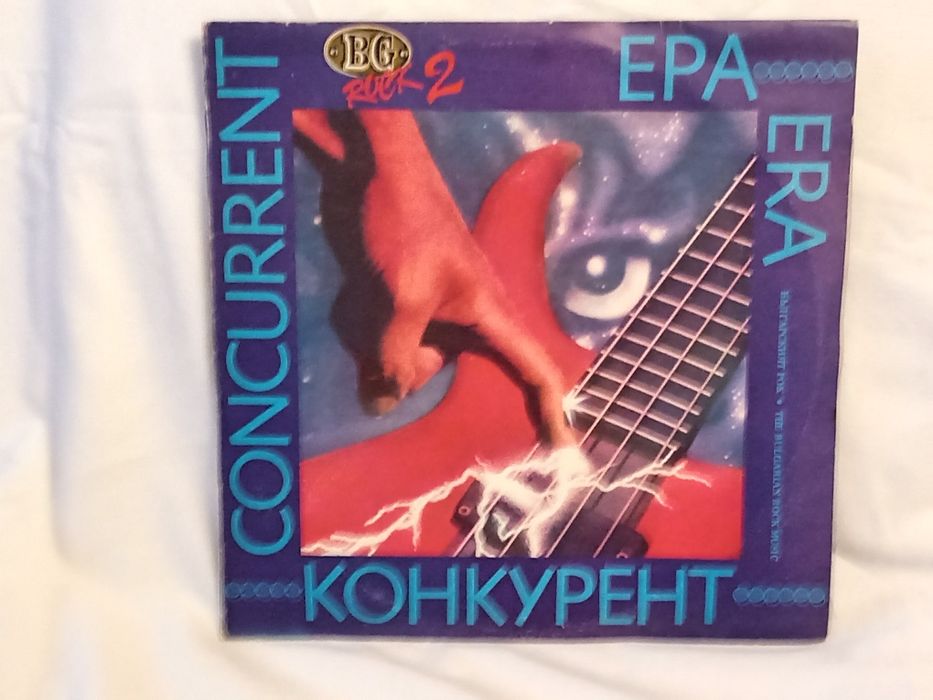 BG
ROCK 2
ЕРА
ERA
CONCURRENT
БЪЛГАРСКИЯТ РОК • THE BULGARIAN ROCK MUSIC
КОНКУРЕНТ